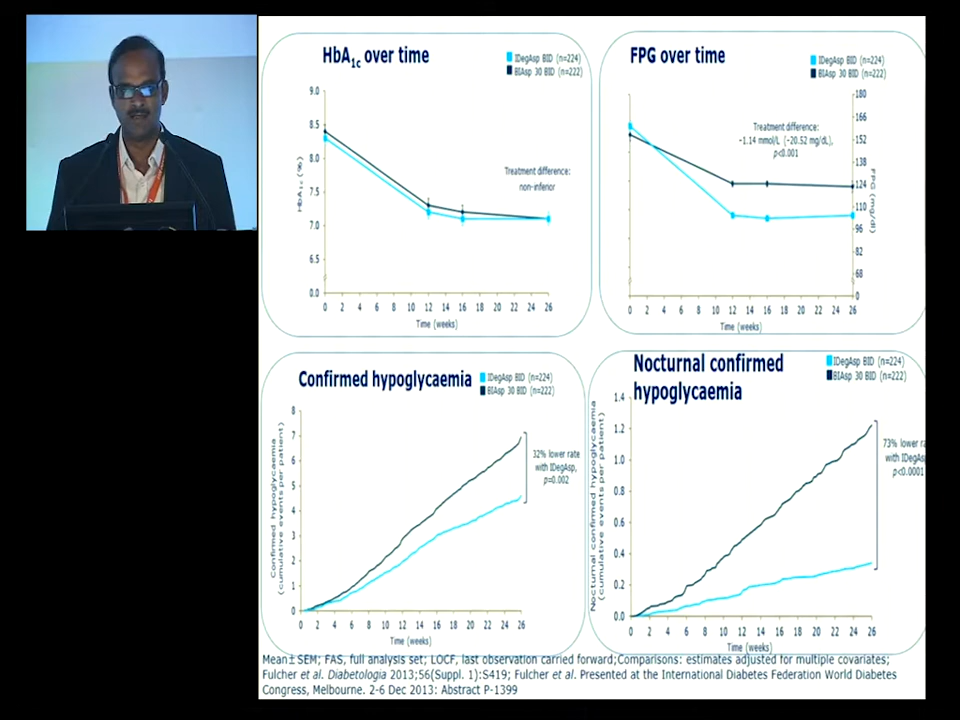 HbA1c over time
IDegAsp BID (n=224)
BIAsp 30 BID (n=222)
9.0
8.5
8.0
7.5
7.0
6.5
0.0
HbA1c (%)
Treatment difference:
non-inferior
0 2 4 6 8 10 12 14 16 18 20 22 24 26
Time (weeks)
FPG over time
IDegAsp BID (n=224)
BIAsp 30 BID (n=222)
180
166
152
138
124
110
96
82
68
0
FPG (mg/dl)
Treatment difference:
–1.14 mmol/L (–20.52 mg/dL),
p<0.001
0 2 4 6 8 10 12 14 16 18 20 22 24 26
Time (weeks)
Confirmed hypoglycaemia
IDegAsp BID (n=224)
BIAsp 30 BID (n=222)
8
7
6
5
4
3
2
1
0
Confirmed hypoglycaemia
(cumulative events per patient)
32% lower rate
with IDegAsp,
p=0.002
0 2 4 6 8 10 12 14 16 18 20 22 24 26
Time (weeks)
Nocturnal confirmed
hypoglycaemia
IDegAsp BID (n=224)
BIAsp 30 BID (n=222)
1.4
1.2
1.0
0.8
0.6
0.4
0.2
0.0
Nocturnal confirmed hypoglycaemia
(cumulative events per patient)
73% lower ra
with IDegAsp
p<0.0001
0 2 4 6 8 10 12 14 16 18 20 22 24 26
Time (weeks)
Mean± SEM; FAS, full analysis set; LOCF, last observation carried forward;Comparisons: estimates adjusted for multiple covariates;
Fulcher et al. Diabetologia 2013;56(Suppl. 1):S419; Fulcher et al. Presented at the International Diabetes Federation World Diabetes
Congress, Melbourne. 2-6 Dec 2013: Abstract P-1399